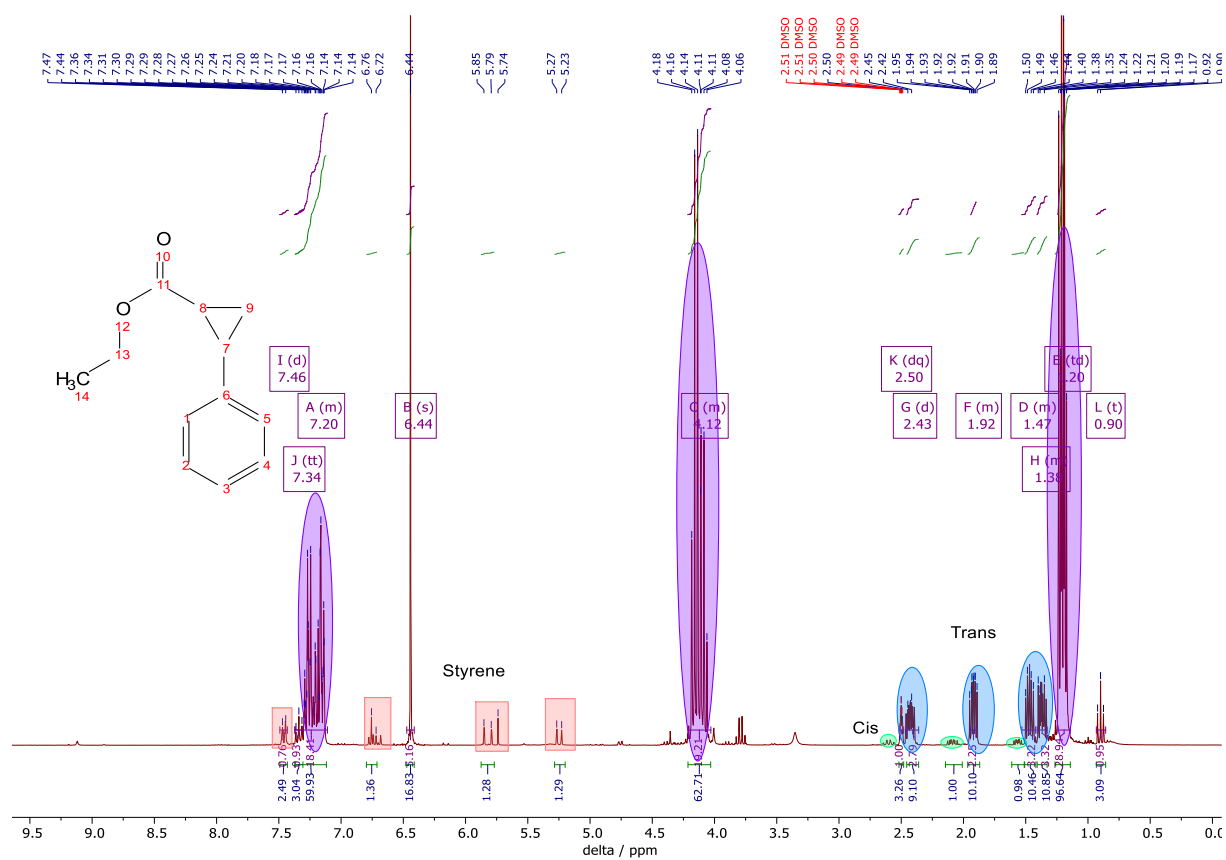 7.47 7.44 7.36 7.34 7.31 7.30 7.29 7.29 7.28 7.27 7.26 7.25 7.24 7.21 7.20 7.18 7.17 7.17 7.16 7.16 7.14 7.14 7.14 6.76 6.72 6.44 5.85 5.79 5.74 5.27 5.23 4.18 4.16 4.14 4.11 4.11 4.08 4.06 2.51 DMSO 2.51 DMSO 2.50 DMSO 2.50 2.49 DMSO 2.49 DMSO 2.45 2.42 1.95 1.94 1.93 1.92 1.92 1.91 1.90 1.89 1.50 1.49 1.46 1.44 1.40 1.38 1.35 1.24 1.22 1.21 1.20 1.19 1.17 0.92 0.90
O
10
11
O
12
8
9
13
7
H₃C
14
6
1
5
2
4
3
I (d)
7.46
K (dq)
2.50
E (td)
1.20
A (m)
7.20
B (s)
6.44
C (m)
4.12
G (d)
2.43
F (m)
1.92
D (m)
1.47
L (t)
0.90
J (tt)
7.34
H (m)
1.38
Trans
Styrene
Cis
2.49 3.04 59.93 1.36 16.83 1.28 1.29 62.71 3.26 9.10 1.00 10.10 0.98 10.46 10.85 96.64 3.09
9.5 9.0 8.5 8.0 7.5 7.0 6.5 6.0 5.5 5.0 4.5 4.0 3.5 3.0 2.5 2.0 1.5 1.0 0.5 0.0
delta / ppm